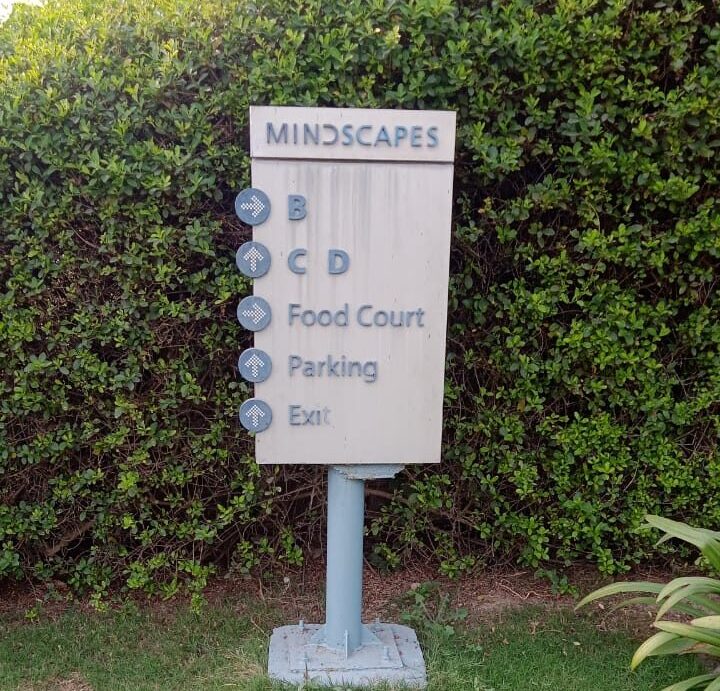 MINDSCAPES
B
C D
Food Court
Parking
Exit